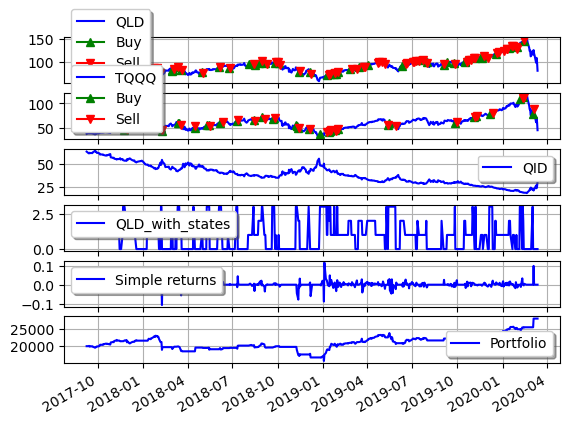 QLD
Buy
Sell
150
100
TQQQ
Buy
Sell
100
50
QID
50
25
QLD_with_states
2.5
0.0
Simple returns
0.1
0.0
−0.1
Portfolio
25000
20000
2017-10
2018-01
2018-04
2018-07
2018-10
2019-01
2019-04
2019-07
2019-10
2020-01
2020-04